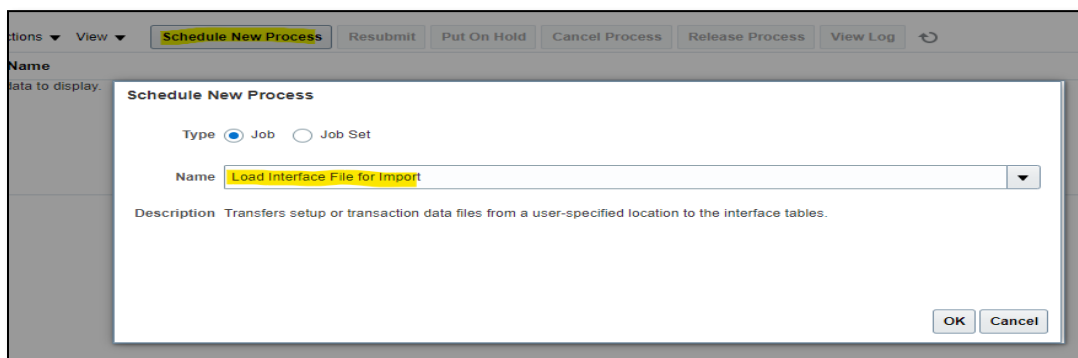 ctions View Schedule New Process Resubmit Put On Hold Cancel Process Release Process View Log
Name
data to display.
Schedule New Process
Type Job Job Set
Name Load Interface File for Import
Description Transfers setup or transaction data files from a user-specified location to the interface tables.
OK Cancel